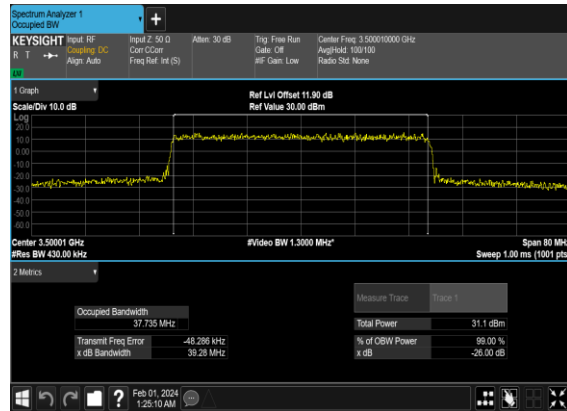 Spectrum Analyzer 1
Occupied BW
+
KEYSIGHT Input: RF
R T Coupling: DC
Align: Auto
Input Z: 50 Ω
Corr CCorr
Freq Ref: Int (S)
Atten: 30 dB
Trig: Free Run
Gate: Off
#IF Gain: Low
Center Freq: 3.500010000 GHz
Avg|Hold: 100/100
Radio Std: None
1 Graph
Scale/Div 10.0 dB
Ref Lvl Offset 11.90 dB
Ref Value 30.00 dBm
Log
20.0
10.0
0.00
-10.0
-20.0
-30.0
-40.0
-50.0
-60.0
Center 3.50001 GHz
#Res BW 430.00 kHz
#Video BW 1.3000 MHz*
Span 80 MHz
Sweep 1.00 ms (1001 pts)
2 Metrics
Measure Trace Trace 1
Occupied Bandwidth
37.735 MHz
Total Power 31.1 dBm
Transmit Freq Error -48.286 kHz
% of OBW Power 99.00 %
x dB Bandwidth 39.28 MHz
x dB -26.00 dB
?
Feb 01, 2024
1:25:10 AM